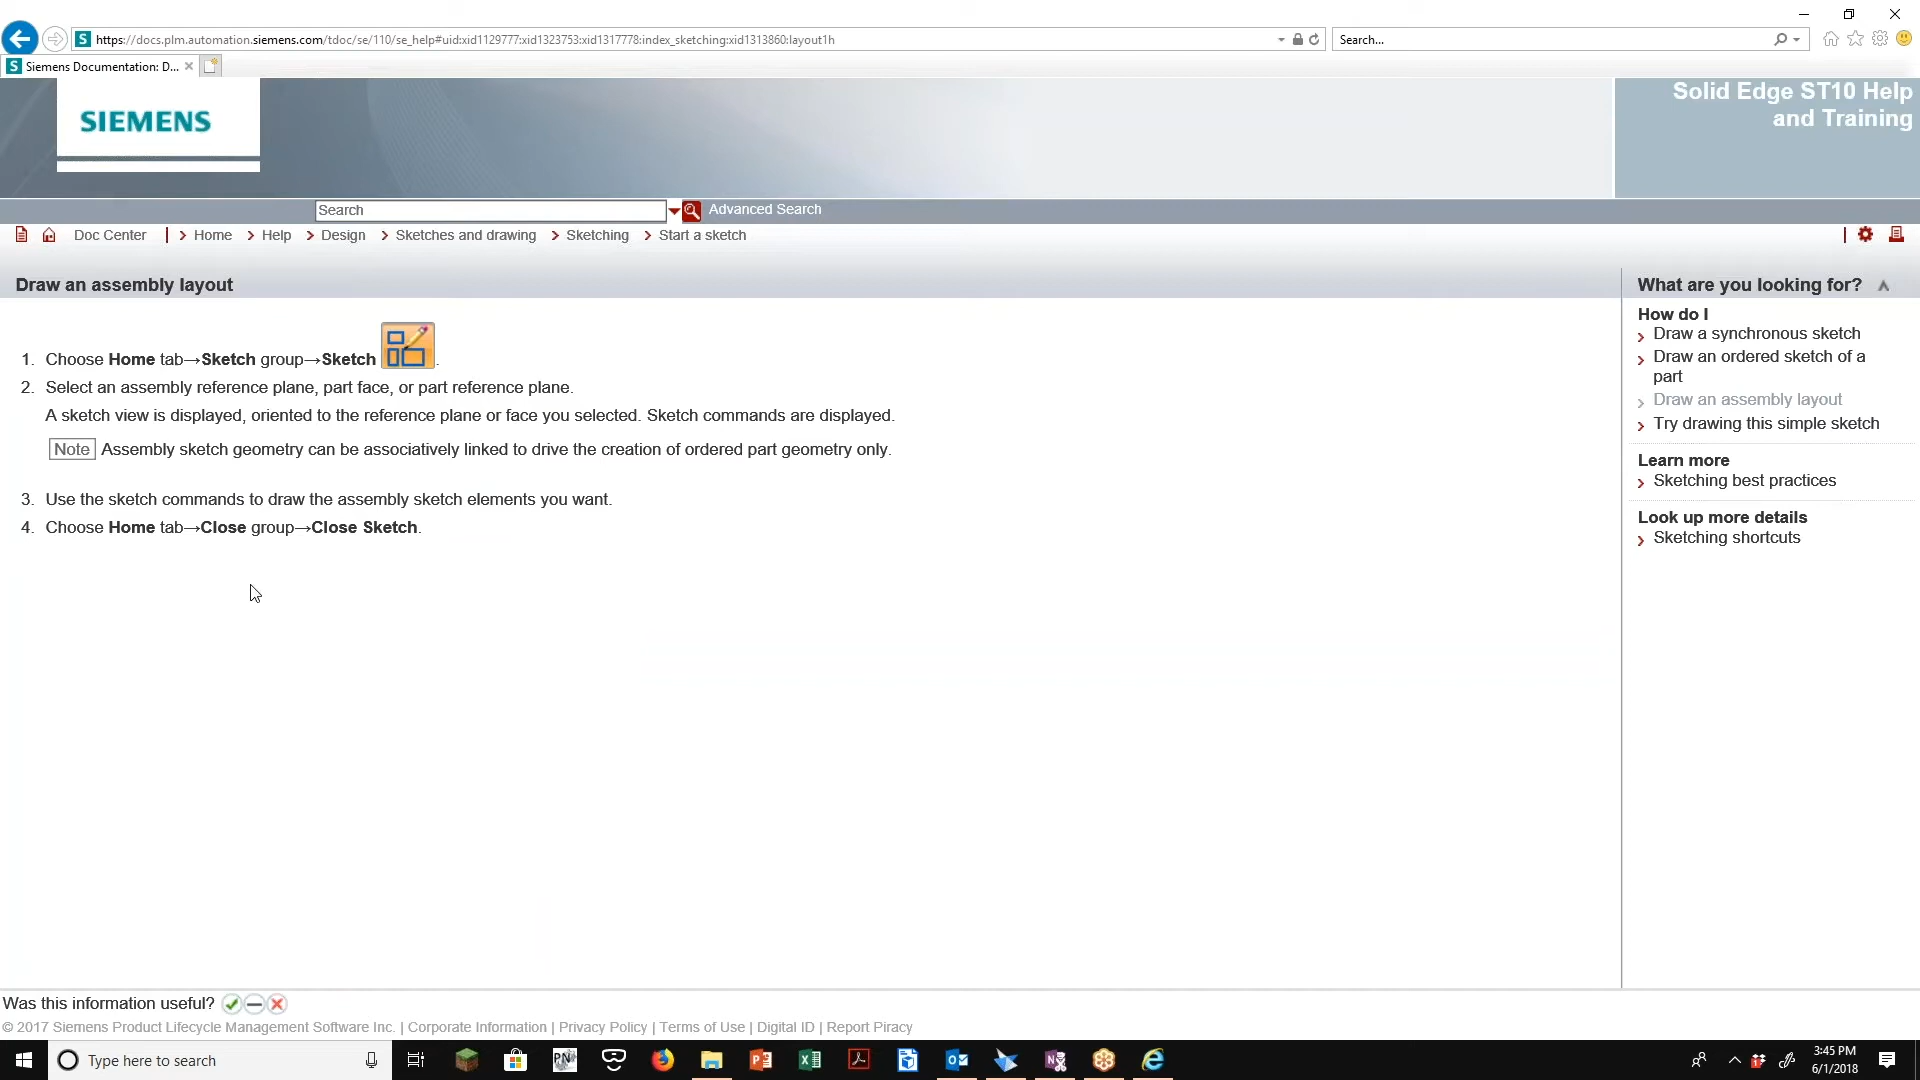 https://docs.plm.automation.siemens.com/tdoc/se/110/se_help#uid:xid1129777:xid1323753:xid1317778:index_sketching:xid1313860:layout1h
Search...
Siemens Documentation: D...
SIEMENS
Solid Edge ST10 Help
and Training
Search
Advanced Search
Doc Center | > Home > Help > Design > Sketches and drawing > Sketching > Start a sketch
Draw an assembly layout
1. Choose Home tab→Sketch group→Sketch .
2. Select an assembly reference plane, part face, or part reference plane.
A sketch view is displayed, oriented to the reference plane or face you selected. Sketch commands are displayed.
Note Assembly sketch geometry can be associatively linked to drive the creation of ordered part geometry only.
3. Use the sketch commands to draw the assembly sketch elements you want.
4. Choose Home tab→Close group→Close Sketch.
What are you looking for?
How do I
Draw a synchronous sketch
Draw an ordered sketch of a
part
Draw an assembly layout
Try drawing this simple sketch
Learn more
Sketching best practices
Look up more details
Sketching shortcuts
Was this information useful?
© 2017 Siemens Product Lifecycle Management Software Inc. | Corporate Information | Privacy Policy | Terms of Use | Digital ID | Report Piracy
Type here to search
3:45 PM
6/1/2018